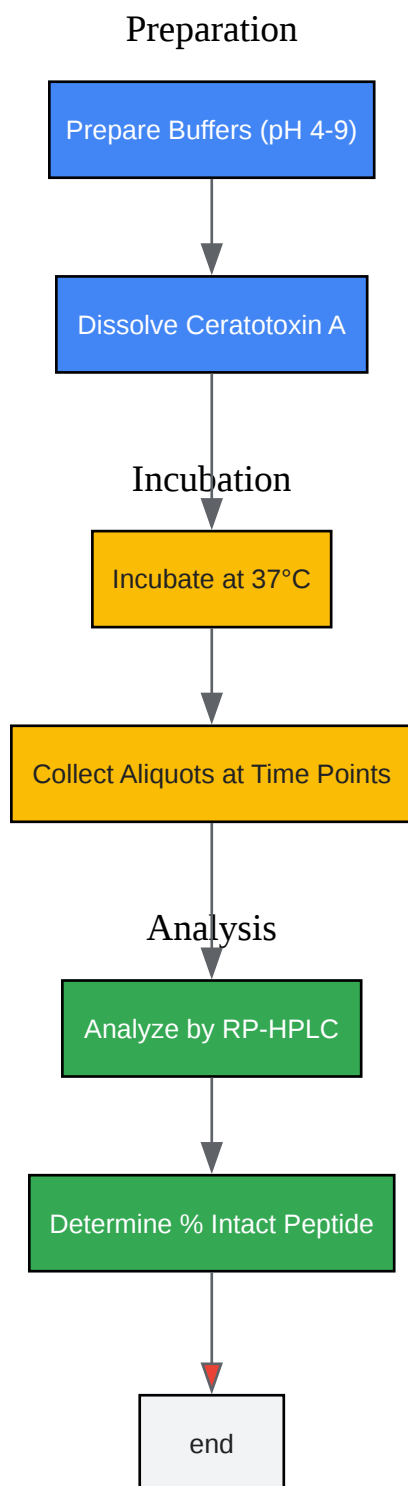 Preparation
Prepare Buffers (pH 4-9)
Dissolve Ceratotoxin A
Incubation
Incubate at 37°C
Collect Aliquots at Time Points
Analysis
Analyze by RP-HPLC
Determine % Intact Peptide
end